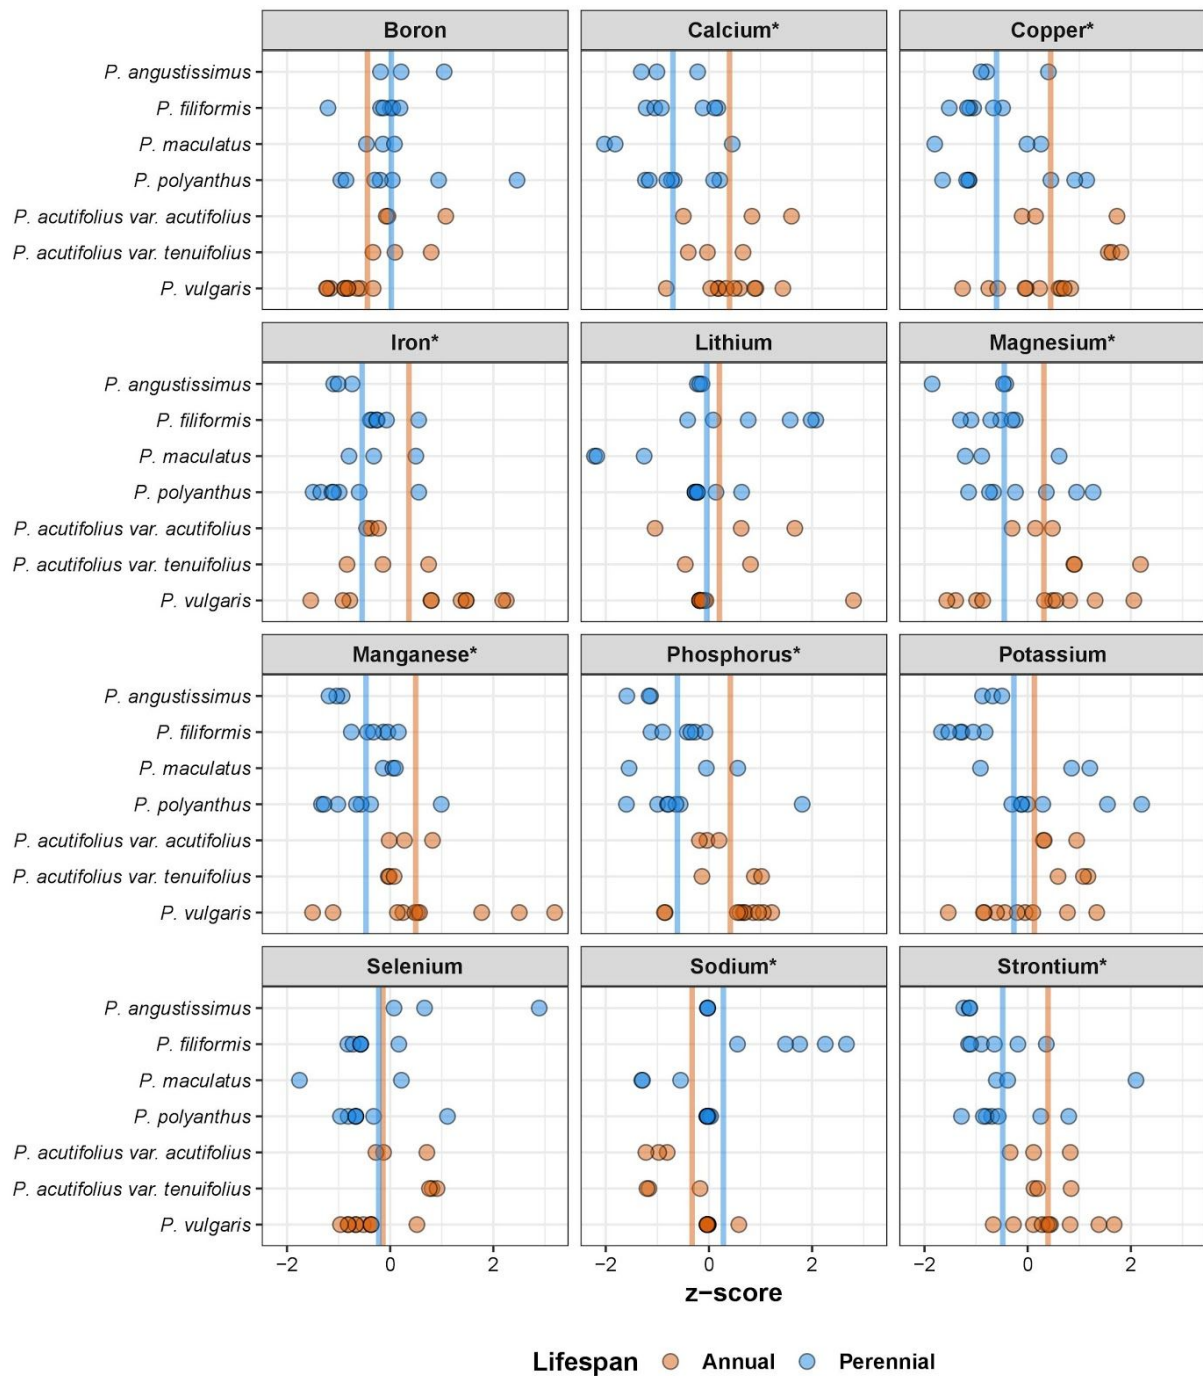 Boron Calcium* Copper*
P. angustissimus
P. filiformis
P. maculatus
P. polyanthus
P. acutifolius var. acutifolius
P. acutifolius var. tenuifolius
P. vulgaris
Iron* Lithium Magnesium*
P. angustissimus
P. filiformis
P. maculatus
P. polyanthus
P. acutifolius var. acutifolius
P. acutifolius var. tenuifolius
P. vulgaris
Manganese* Phosphorus* Potassium
P. angustissimus
P. filiformis
P. maculatus
P. polyanthus
P. acutifolius var. acutifolius
P. acutifolius var. tenuifolius
P. vulgaris
Selenium Sodium* Strontium*
P. angustissimus
P. filiformis
P. maculatus
P. polyanthus
P. acutifolius var. acutifolius
P. acutifolius var. tenuifolius
P. vulgaris
−2 0 2 −2 0 2 −2 0 2
z−score
Lifespan Annual Perennial